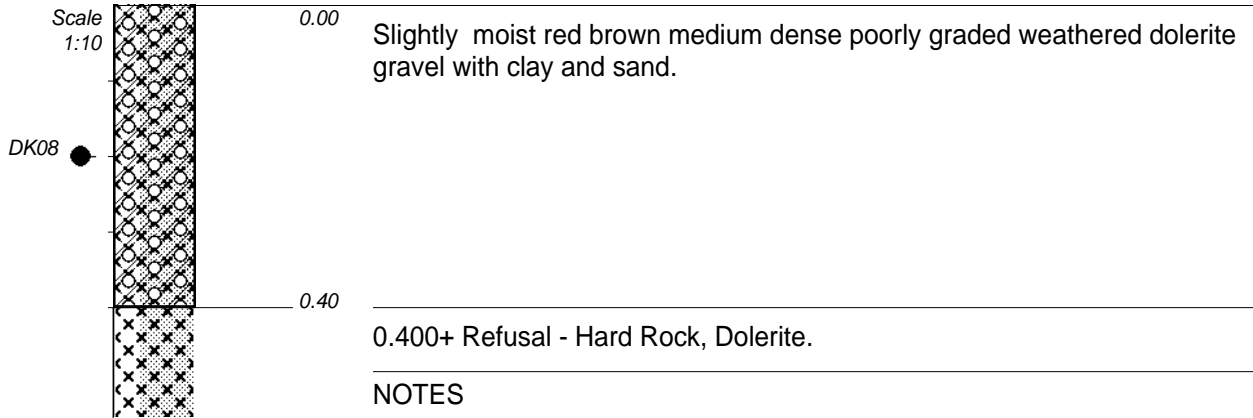 Scale
1:10
0.00
Slightly moist red brown medium dense poorly graded weathered dolerite
gravel with clay and sand.
DK08
0.40
0.400+ Refusal - Hard Rock, Dolerite.
NOTES